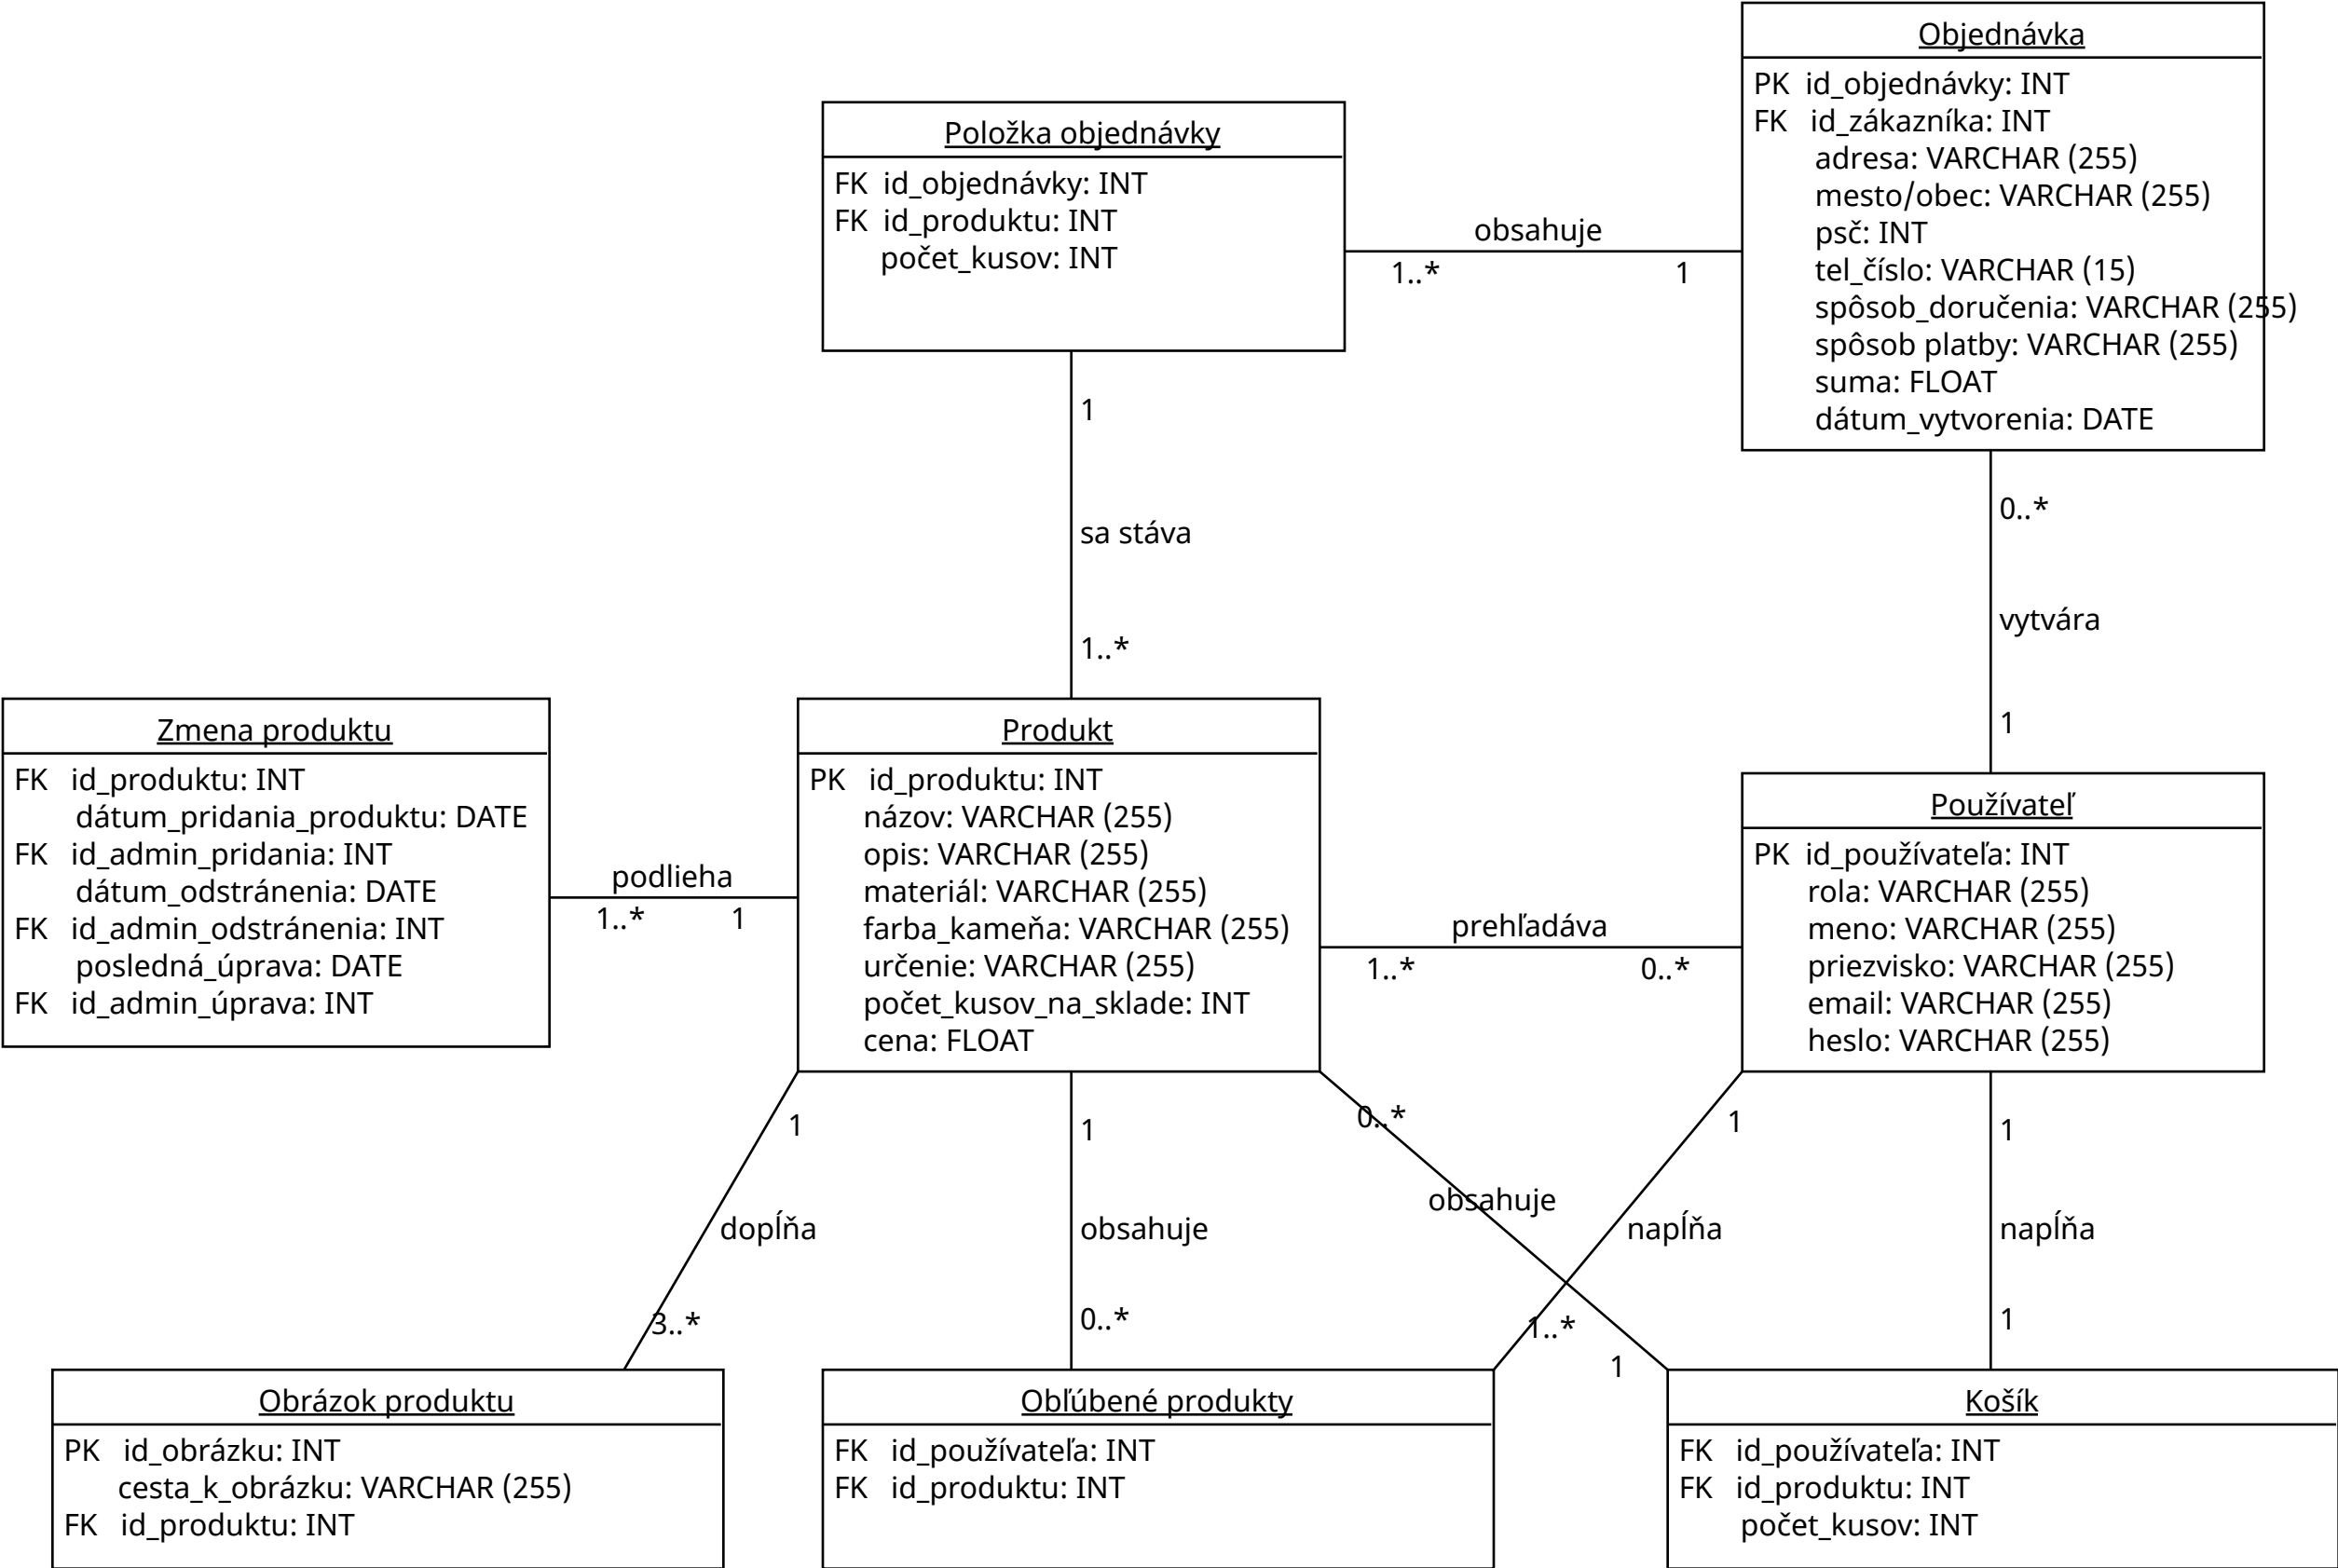 Objednávka
PK id_objednávky: INT
FK id_zákazníka: INT
adresa: VARCHAR (255)
mesto/obec: VARCHAR (255)
psč: INT
tel_číslo: VARCHAR (15)
spôsob_doručenia: VARCHAR (255)
spôsob platby: VARCHAR (255)
suma: FLOAT
dátum_vytvorenia: DATE
Položka objednávky
FK id_objednávky: INT
FK id_produktu: INT
počet_kusov: INT
obsahuje
1..* 1
1
sa stáva
1..*
0..*
vytvára
1
Zmena produktu
FK id_produktu: INT
dátum_pridania_produktu: DATE
FK id_admin_pridania: INT
dátum_odstránenia: DATE
FK id_admin_odstránenia: INT
posledná_úprava: DATE
FK id_admin_úprava: INT
podlieha
1..* 1
Produkt
PK id_produktu: INT
názov: VARCHAR (255)
opis: VARCHAR (255)
materiál: VARCHAR (255)
farba_kameňa: VARCHAR (255)
určenie: VARCHAR (255)
počet_kusov_na_sklade: INT
cena: FLOAT
prehľadáva
1..* 0..*
Používateľ
PK id_používateľa: INT
rola: VARCHAR (255)
meno: VARCHAR (255)
priezvisko: VARCHAR (255)
email: VARCHAR (255)
heslo: VARCHAR (255)
1
dopĺňa
3..*
1
obsahuje
0..*
0..*
obsahuje
1
1
napĺňa
1..*
1
napĺňa
1
Obrázok produktu
PK id_obrázku: INT
cesta_k_obrázku: VARCHAR (255)
FK id_produktu: INT
Obľúbené produkty
FK id_používateľa: INT
FK id_produktu: INT
Košík
FK id_používateľa: INT
FK id_produktu: INT
počet_kusov: INT